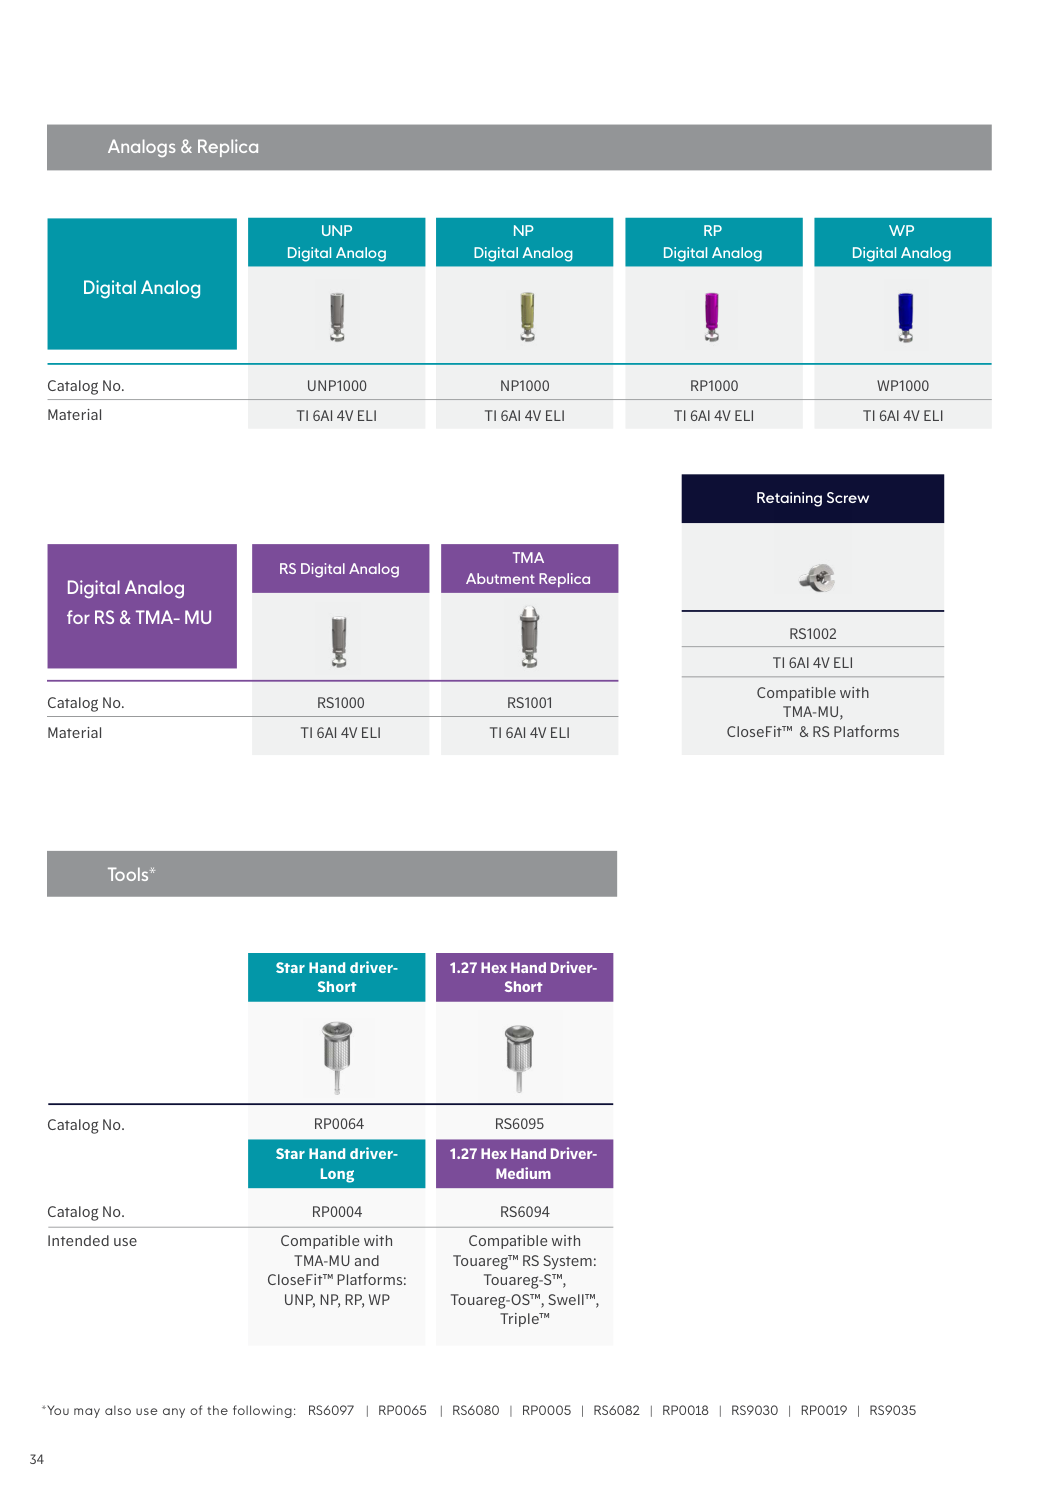 Analogs & Replica
Digital Analog
UNP
Digital Analog
NP
Digital Analog
RP
Digital Analog
WP
Digital Analog
Catalog No. UNP1000 NP1000 RP1000 WP1000
Material TI 6AI 4V ELI TI 6AI 4V ELI TI 6AI 4V ELI TI 6AI 4V ELI
Digital Analog
for RS & TMA- MU
RS Digital Analog
TMA
Abutment Replica
Catalog No. RS1000 RS1001
Material TI 6AI 4V ELI TI 6AI 4V ELI
Retaining Screw
RS1002
TI 6AI 4V ELI
Compatible with
TMA-MU,
CloseFit™ & RS Platforms
Tools*
Star Hand driver-
Short
1.27 Hex Hand Driver-
Short
Catalog No. RP0064 RS6095
Star Hand driver-
Long
1.27 Hex Hand Driver-
Medium
Catalog No. RP0004 RS6094
Intended use
Compatible with
TMA-MU and
CloseFit™ Platforms:
UNP, NP, RP, WP
Compatible with
Touareg™ RS System:
Touareg-S™,
Touareg-OS™, Swell™,
Triple™
*You may also use any of the following: RS6097 | RP0065 | RS6080 | RP0005 | RS6082 | RP0018 | RS9030 | RP0019 | RS9035
34